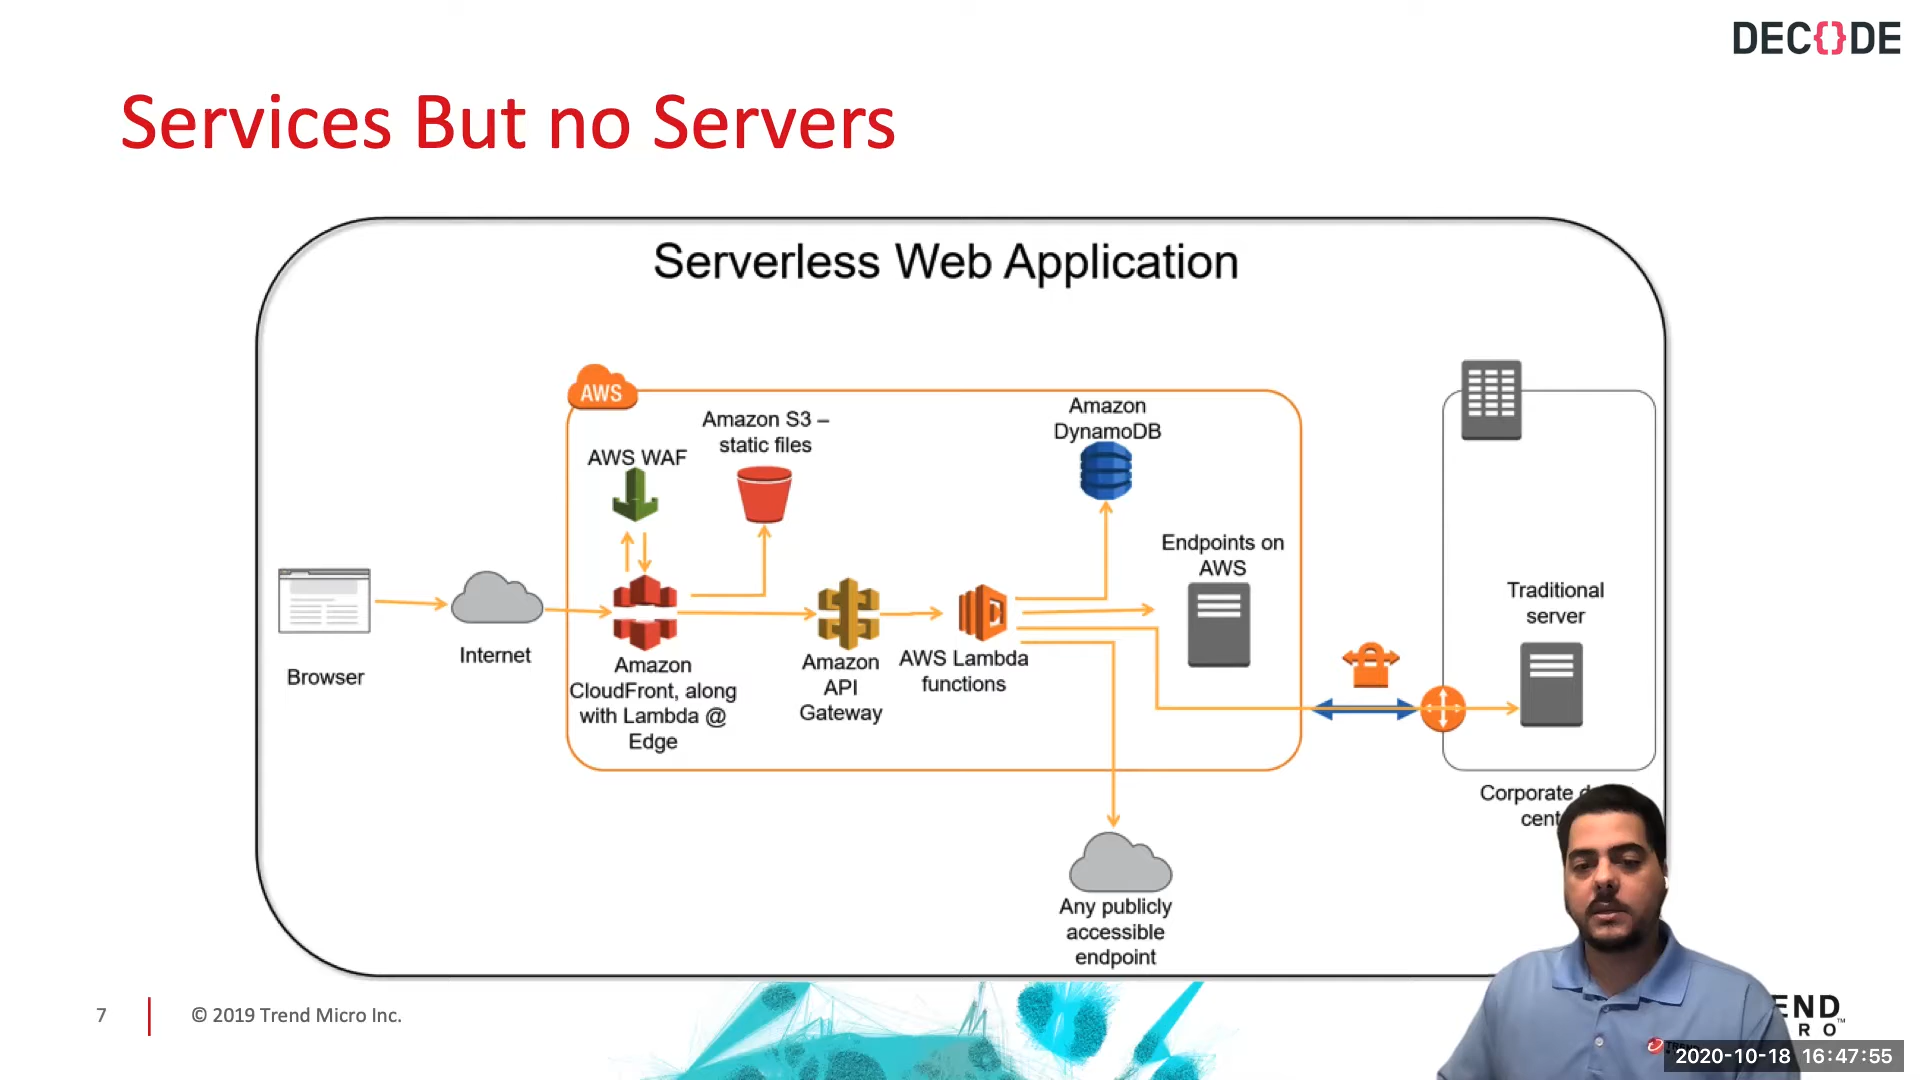 DEC{}DE
Services But no Servers
Serverless Web Application
AWS
Amazon S3 –
static files
AWS WAF
Amazon
DynamoDB
Endpoints on
AWS
Traditional
server
Browser
Internet
Amazon
CloudFront, along
with Lambda @
Edge
Amazon
API
Gateway
AWS Lambda
functions
Corporate
Any publicly
accessible
endpoint
7
© 2019 Trend Micro Inc.
2020-10-18 16:47:55